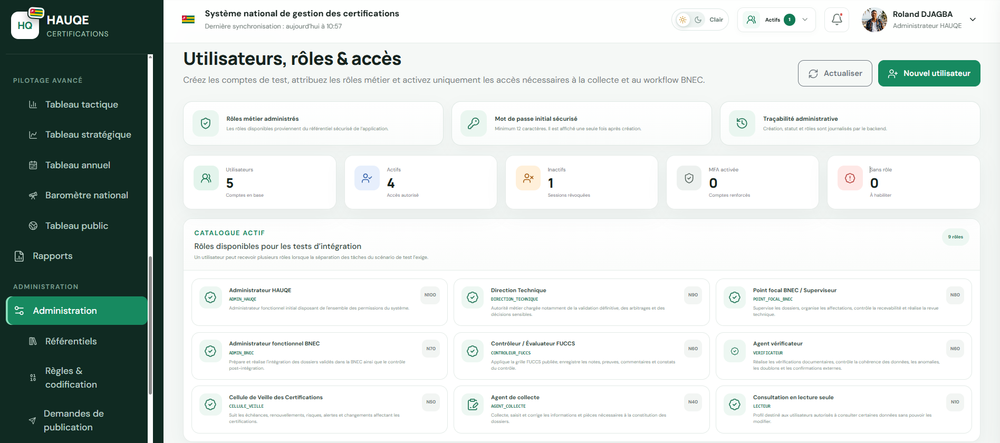 HQ
HAUQE
CERTIFICATIONS
PILOTAGE AVANCÉ
Tableau tactique
Tableau stratégique
Tableau annuel
Baromètre national
Tableau public
Rapports
ADMINISTRATION
Administration
Référentiels
Règles &
codification
Demandes de
publication
Système national de gestion des certifications
Dernière synchronisation : aujourd’hui à 10:57
Clair
Actifs 1
Roland DJAGBA
Administrateur HAUQE
Utilisateurs, rôles & accès
Créez les comptes de test, attribuez les rôles métier et activez uniquement les accès nécessaires à la collecte et au workflow BNEC.
Actualiser
Nouvel utilisateur
Rôles métier administrés
Les rôles disponibles proviennent du référentiel sécurisé de l’application.
Mot de passe initial sécurisé
Minimum 12 caractères. Il est affiché une seule fois après création.
Traçabilité administrative
Création, statut et rôles sont journalisés par le backend.
Utilisateurs
5
Comptes en base
Actifs
4
Accès autorisé
Inactifs
1
Sessions révoquées
MFA activée
0
Comptes renforcés
Sans rôle
0
À habiliter
CATALOGUE ACTIF
Rôles disponibles pour les tests d’intégration
Un utilisateur peut recevoir plusieurs rôles lorsque la séparation des tâches du scénario de test l’exige.
9 rôles
Administrateur HAUQE
N100
ADMIN_HAUQE
Administrateur fonctionnel initial disposant de l'ensemble des permissions du système.
Direction Technique
N90
DIRECTION_TECHNIQUE
Autorité métier chargée notamment de la validation définitive, des arbitrages et des
décisions sensibles.
Point focal BNEC / Superviseur
N80
POINT_FOCAL_BNEC
Supervise les dossiers, organise les affectations, contrôle la recevabilité et réalise la revue
technique.
Administrateur fonctionnel BNEC
N70
ADMIN_BNEC
Prépare et réalise l'intégration des dossiers validés dans la BNEC ainsi que le contrôle
post-intégration.
Contrôleur / Évaluateur FUCCS
N60
CONTROLEUR_FUCCS
Applique la grille FUCCS publiée, enregistre les notes, preuves, commentaires et constats
du contrôle.
Agent vérificateur
N60
VERIFICATEUR
Réalise les vérifications documentaires, contrôle la cohérence des données, les anomalies,
les doublons et les confirmations externes.
Cellule de Veille des Certifications
N50
CELLULE_VEILLE
Suit les échéances, renouvellements, risques, alertes et changements affectant les
certifications.
Agent de collecte
N40
AGENT_COLLECTE
Collecte, saisit et corrige les informations et pièces nécessaires à la constitution des
dossiers.
Consultation en lecture seule
N10
LECTEUR
Profil destiné aux utilisateurs autorisés à consulter certaines données sans pouvoir les
modifier.